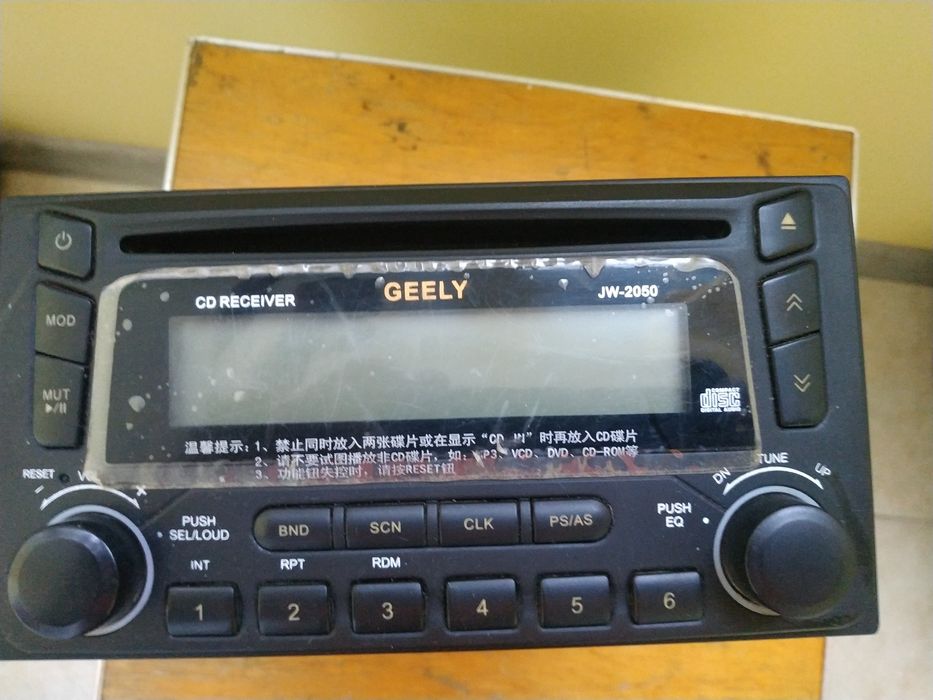 CD RECEIVER GEELY JW-2050
MOD
MUT
COMPACT
disc
DIGITAL AUDIO
温馨提示：1、禁止同时放入两张碟片或在显示“CD IN”时再放入CD碟片
2、请不要试图播放非CD碟片，如：MP3、VCD、DVD、CD-ROM等
3、功能钮失控时，请按RESET钮
RESET VOL
DN TUNE UP
PUSH
SEL/LOUD
BND SCN CLK PS/AS
PUSH
EQ
INT RPT RDM
1 2 3 4 5 6